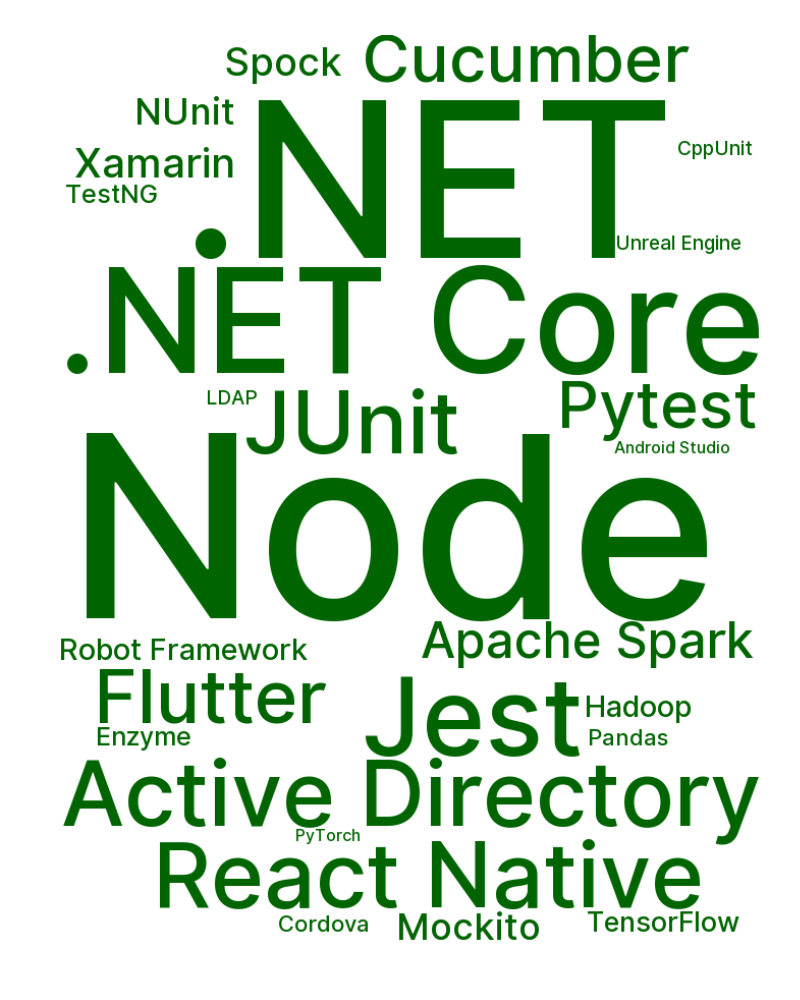 Spock Cucumber
NUnit
.NET
CppUnit
Xamarin
TestNG
Unreal Engine
.NET Core
LDAP
JUnit
Pytest
Android Studio
Node
Robot Framework
Apache Spark
Flutter
Jest
Hadoop
Enzyme
Pandas
Active Directory
PyTorch
React Native
Cordova
Mockito
TensorFlow